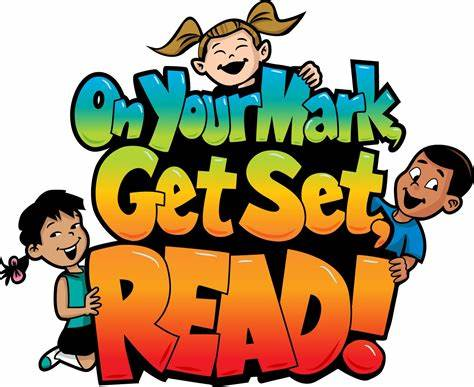 On Your Mark,
Get Set,
READ!